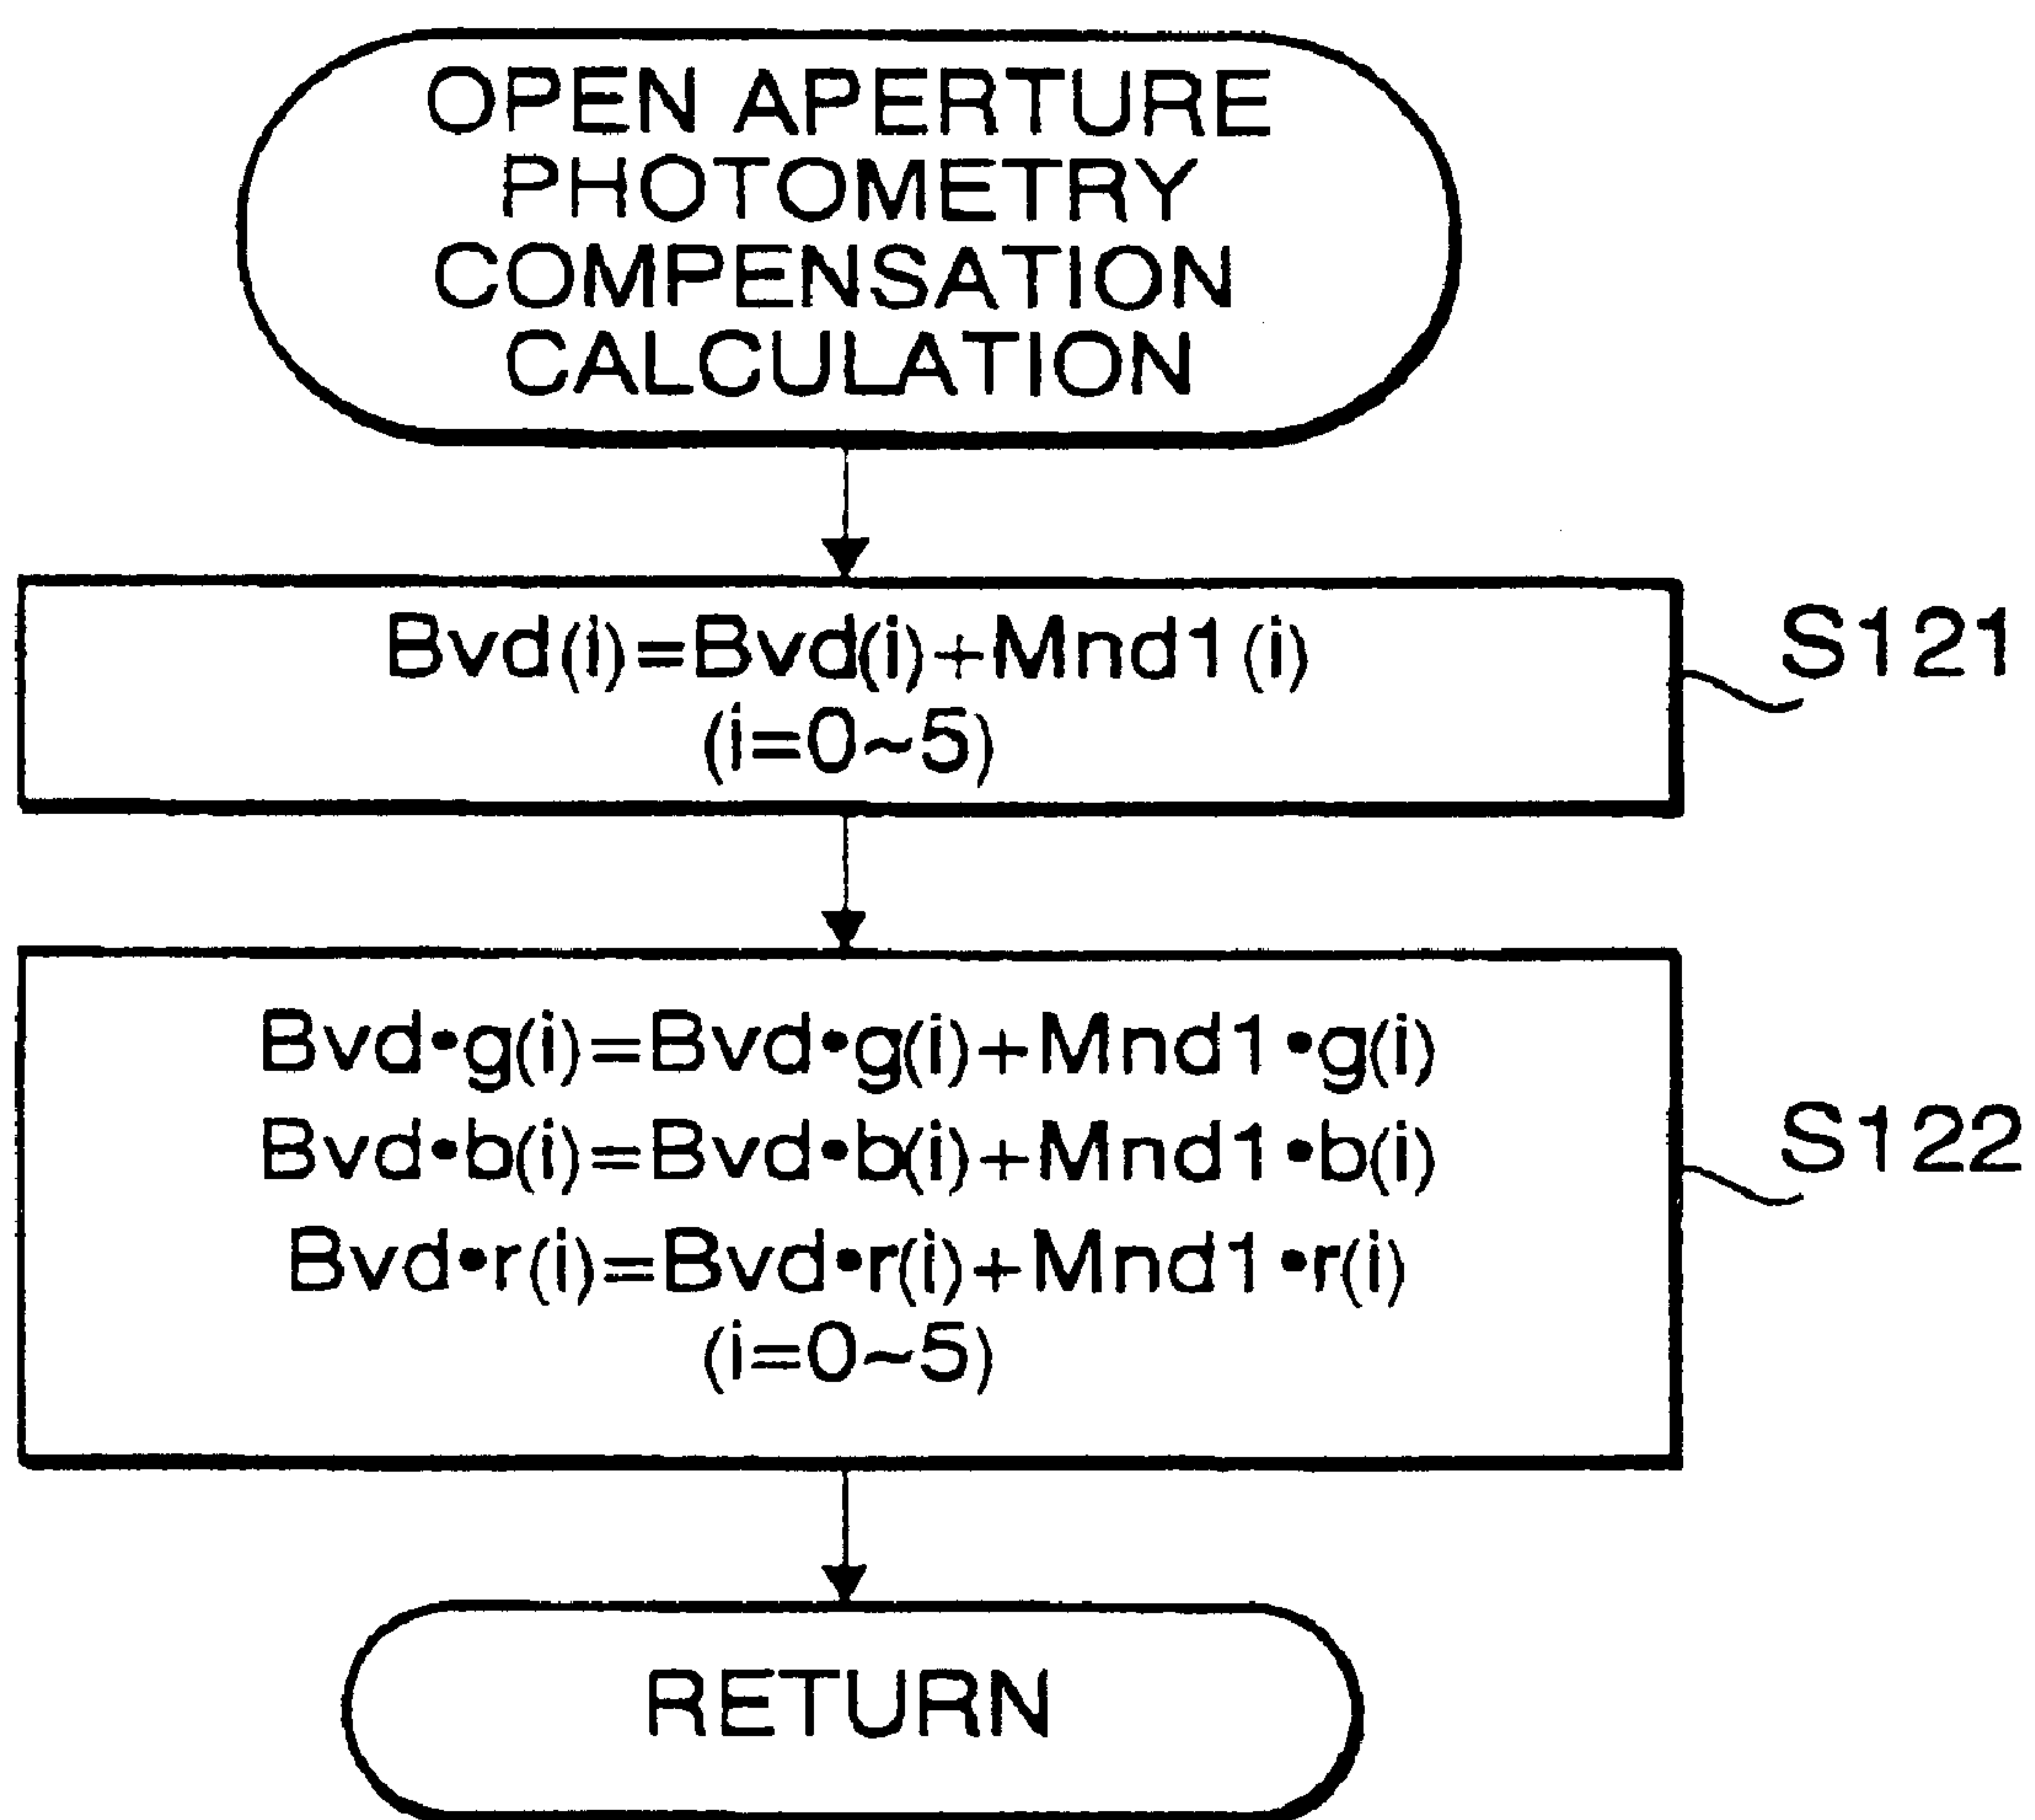 OPEN APERTURE
PHOTOMETRY
COMPENSATION
CALCULATION
Bvd(i)=Bvd(i)+Mnd1(i)
(i=0~5)
S121
Bvd•g(i)=Bvd•g(i)+Mnd1•g(i)
Bvd•b(i)=Bvd•b(i)+Mnd1•b(i)
Bvd•r(i)=Bvd•r(i)+Mnd1•r(i)
(i=0~5)
S122
RETURN